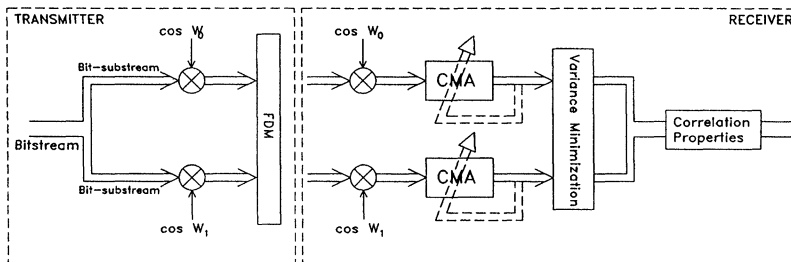 TRANSMITTER
RECEIVER
cos W₀
cos W₀
Bit-substream
Bit-substream
Bitstream
FDM
CMA
CMA
Variance Minimization
Correlation
Properties
cos W₁
cos W₁